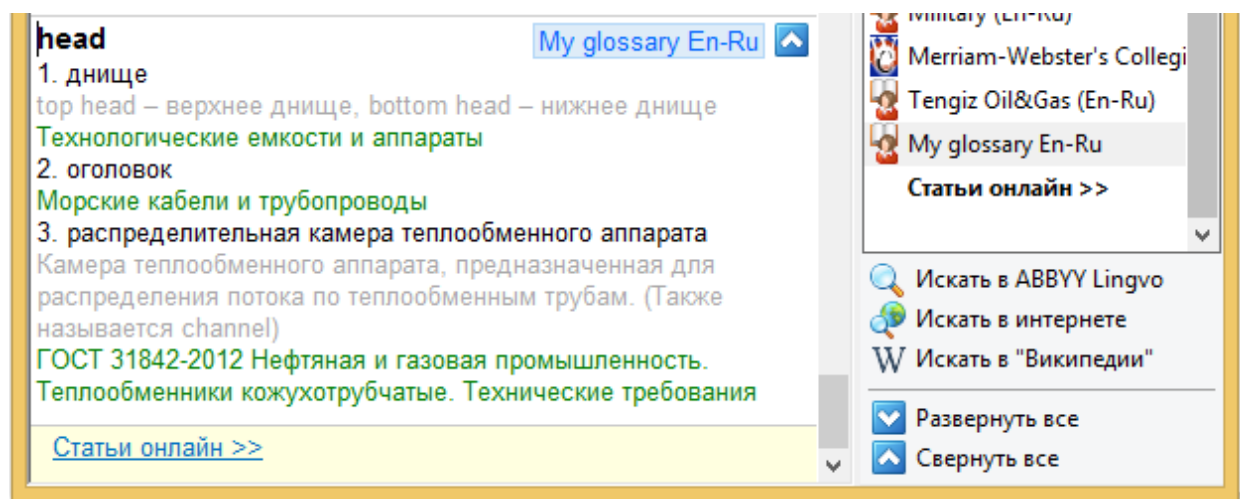 head
My glossary En-Ru
1. днище
top head – верхнее днище, bottom head – нижнее днище
Технологические емкости и аппараты
2. оголовок
Морские кабели и трубопроводы
3. распределительная камера теплообменного аппарата
Камера теплообменного аппарата, предназначенная для
распределения потока по теплообменным трубам. (Также
называется channel)
ГОСТ 31842-2012 Нефтяная и газовая промышленность.
Теплообменники кожухотрубчатые. Технические требования
Статьи онлайн >>
Military (En-Ru)
Merriam-Webster's Collegi
Tengiz Oil&Gas (En-Ru)
My glossary En-Ru
Статьи онлайн >>
Искать в ABBYY Lingvo
Искать в интернете
W Искать в "Википедии"
Развернуть все
Свернуть все